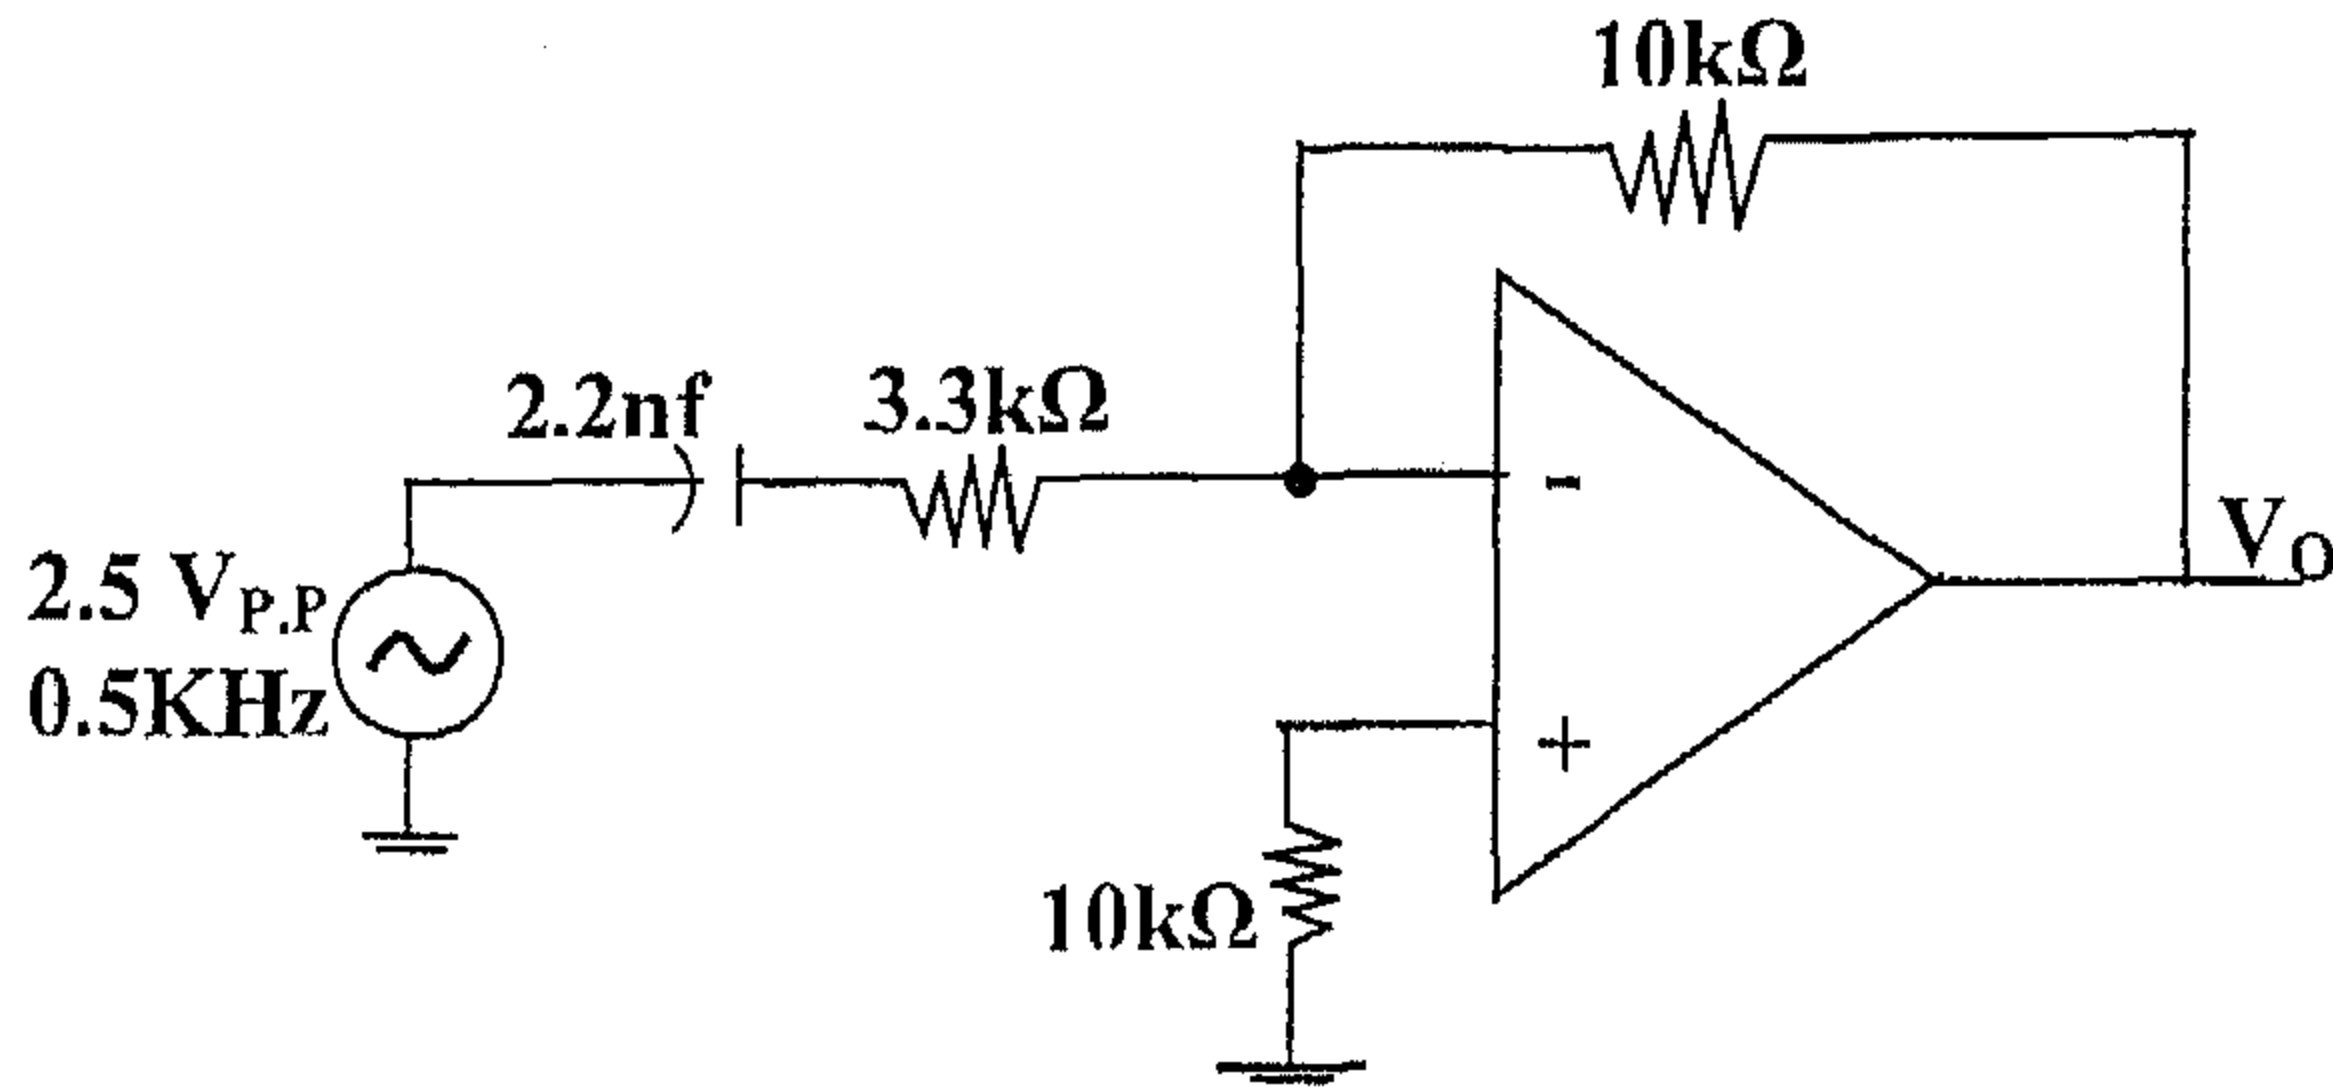 10kΩ
2.2nf
3.3kΩ
-
2.5 VP.P
0.5KHz
VO
+
10kΩ